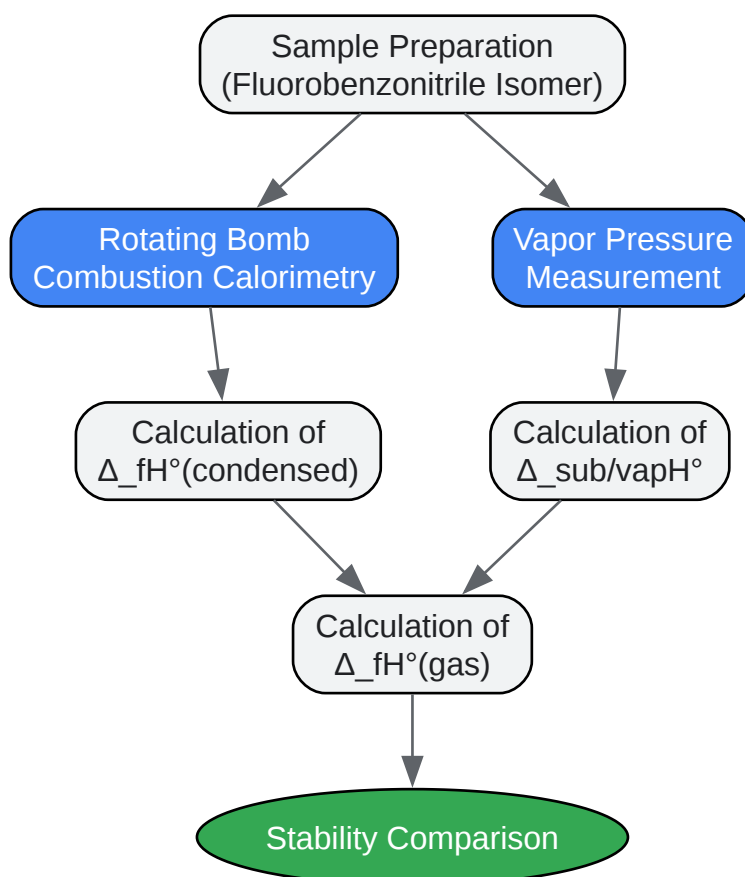 Sample Preparation
(Fluorobenzonitrile Isomer)
Rotating Bomb
Combustion Calorimetry
Vapor Pressure
Measurement
Calculation of
Δ_fH°(condensed)
Calculation of
Δ_sub/vapH°
Calculation of
Δ_fH°(gas)
Stability Comparison